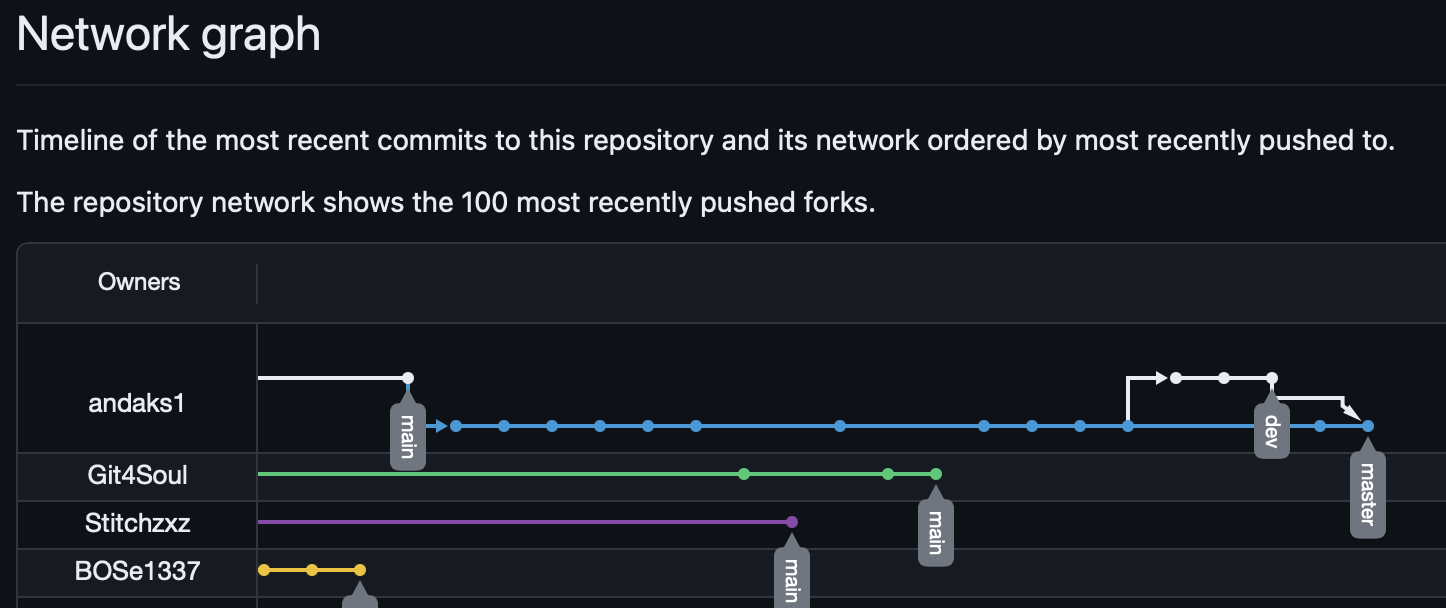 Network graph
Timeline of the most recent commits to this repository and its network ordered by most recently pushed to.
The repository network shows the 100 most recently pushed forks.
Owners
andaks1
main
dev
master
Git4Soul
main
Stitchzxz
main
BOSe1337